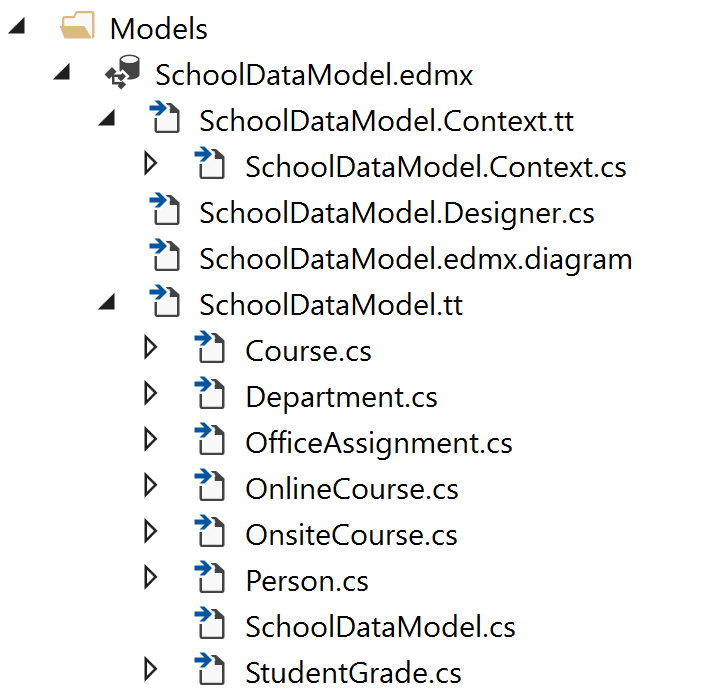 Models
SchoolDataModel.edmx
SchoolDataModel.Context.tt
SchoolDataModel.Context.cs
SchoolDataModel.Designer.cs
SchoolDataModel.edmx.diagram
SchoolDataModel.tt
Course.cs
Department.cs
OfficeAssignment.cs
OnlineCourse.cs
OnsiteCourse.cs
Person.cs
SchoolDataModel.cs
StudentGrade.cs